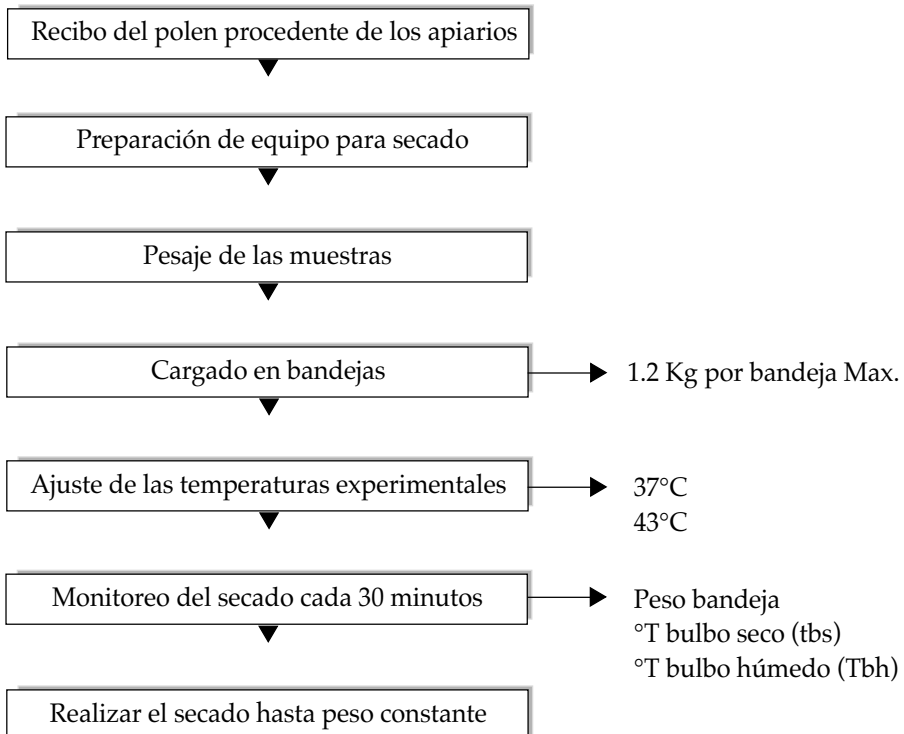 Recibo del polen procedente de los apiarios
Preparación de equipo para secado
Pesaje de las muestras
Cargado en bandejas
1.2 Kg por bandeja Max.
Ajuste de las temperaturas experimentales
37°C
43°C
Monitoreo del secado cada 30 minutos
Peso bandeja
°T bulbo seco (tbs)
°T bulbo húmedo (Tbh)
Realizar el secado hasta peso constante